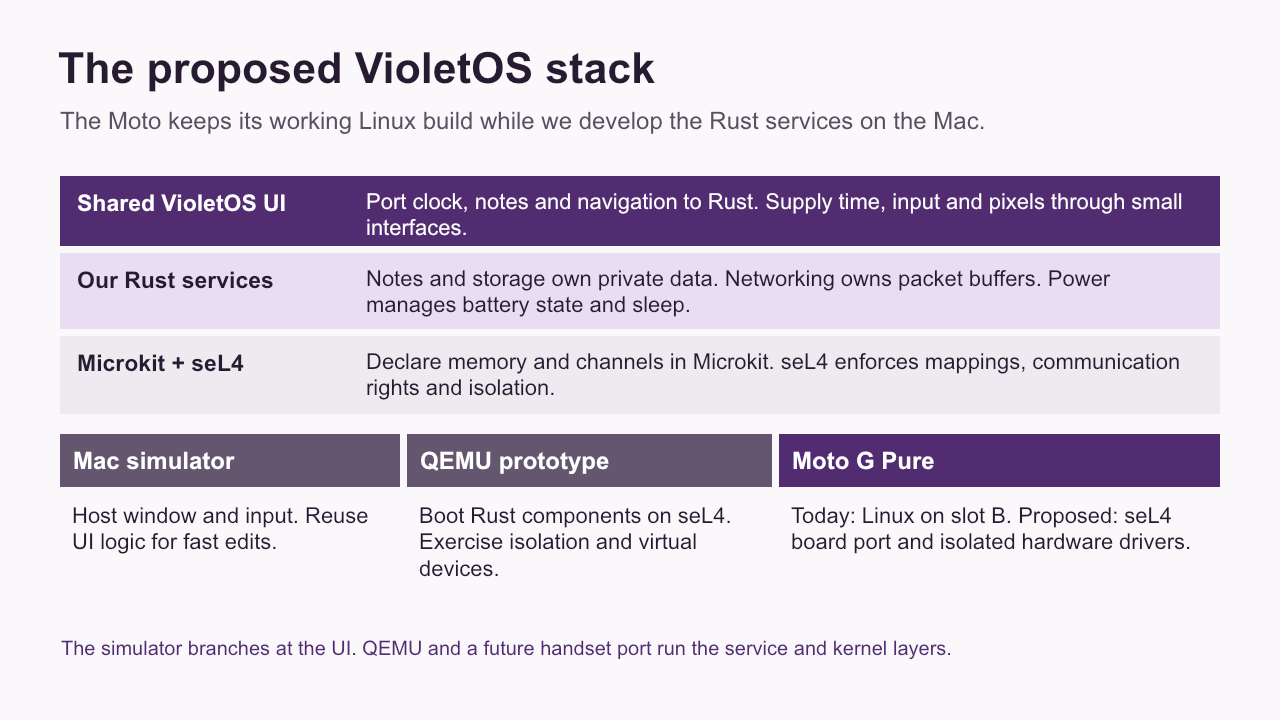 The proposed VioletOS stack
The Moto keeps its working Linux build while we develop the Rust services on the Mac.
Shared VioletOS UI
Port clock, notes and navigation to Rust. Supply time, input and pixels through small
interfaces.
Our Rust services
Notes and storage own private data. Networking owns packet buffers. Power
manages battery state and sleep.
Microkit + seL4
Declare memory and channels in Microkit. seL4 enforces mappings, communication
rights and isolation.
Mac simulator
Host window and input. Reuse
UI logic for fast edits.
QEMU prototype
Boot Rust components on seL4.
Exercise isolation and virtual
devices.
Moto G Pure
Today: Linux on slot B. Proposed: seL4
board port and isolated hardware drivers.
The simulator branches at the UI. QEMU and a future handset port run the service and kernel layers.